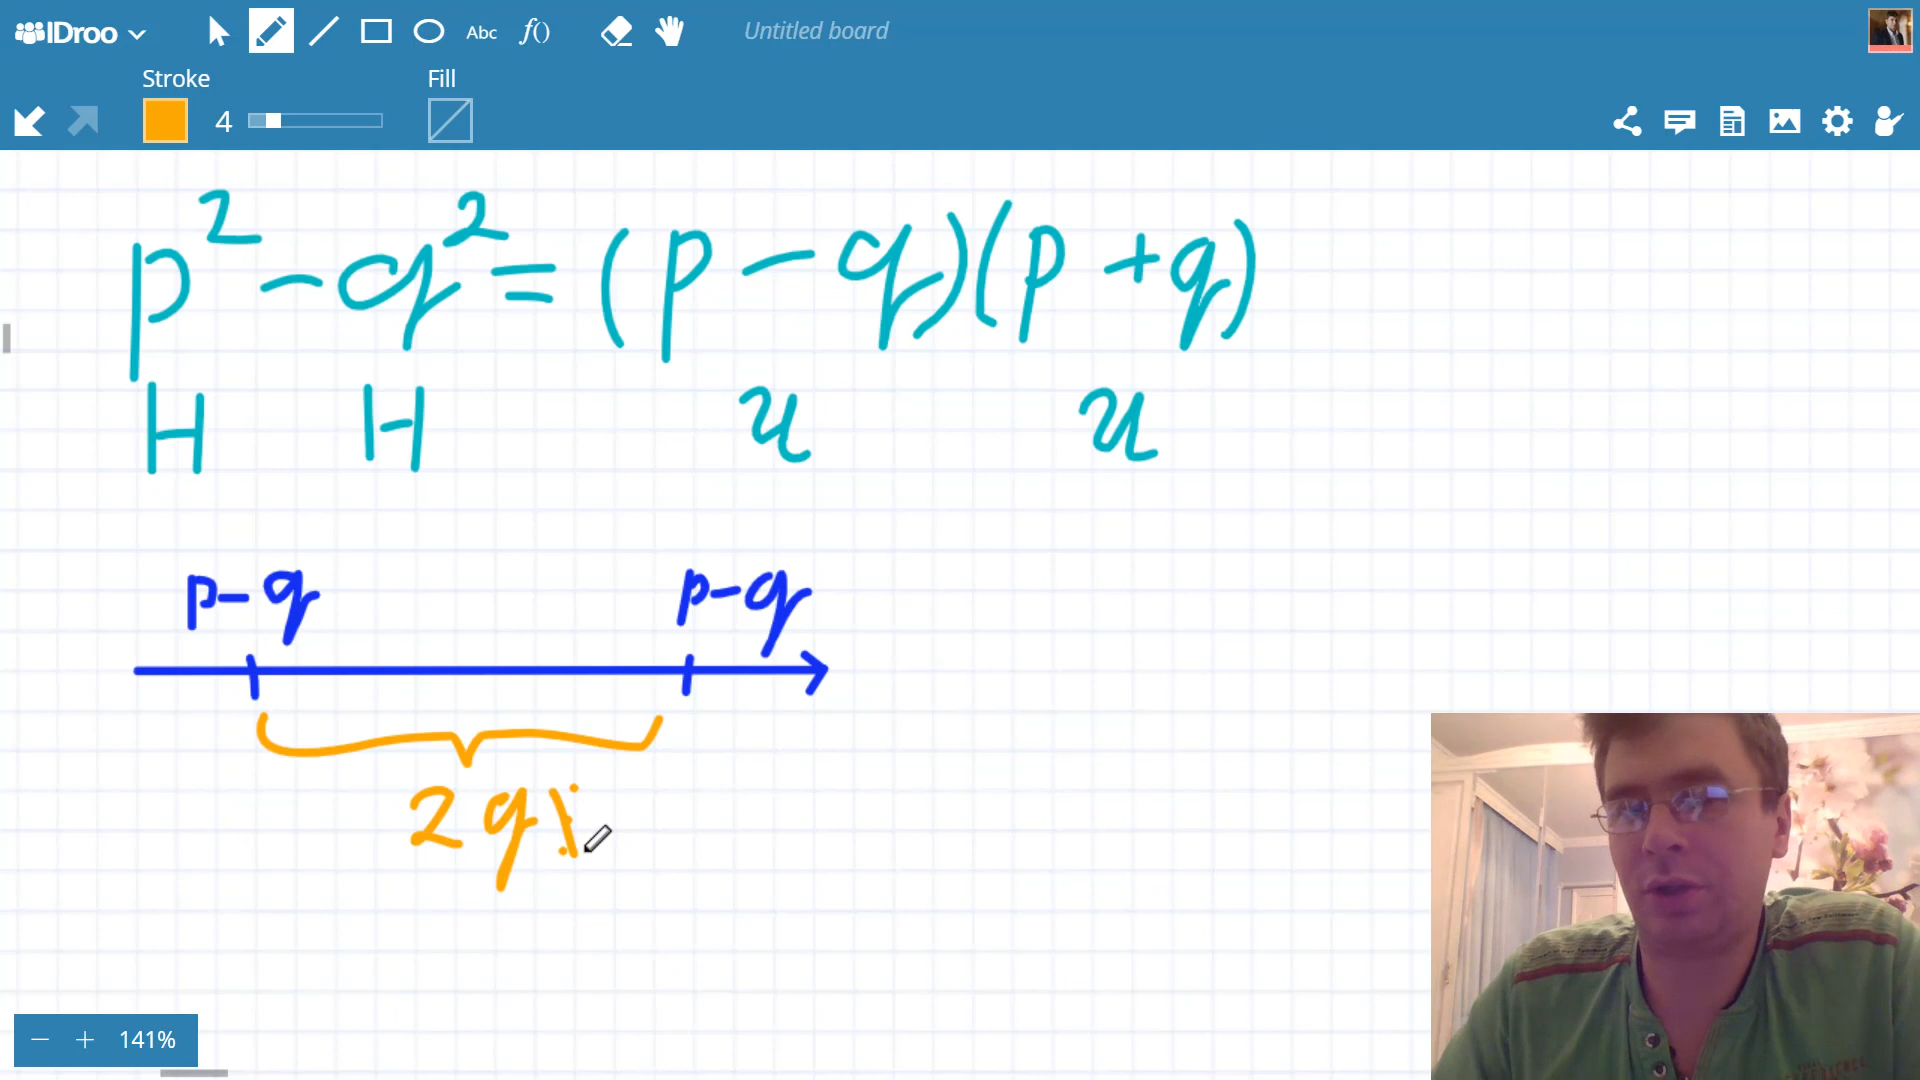 IDroo Abc f() Untitled board
Stroke Fill
4
p² - q² = (p - q)(p + q)
H H и и
p - q p - q
2q
- + 141%